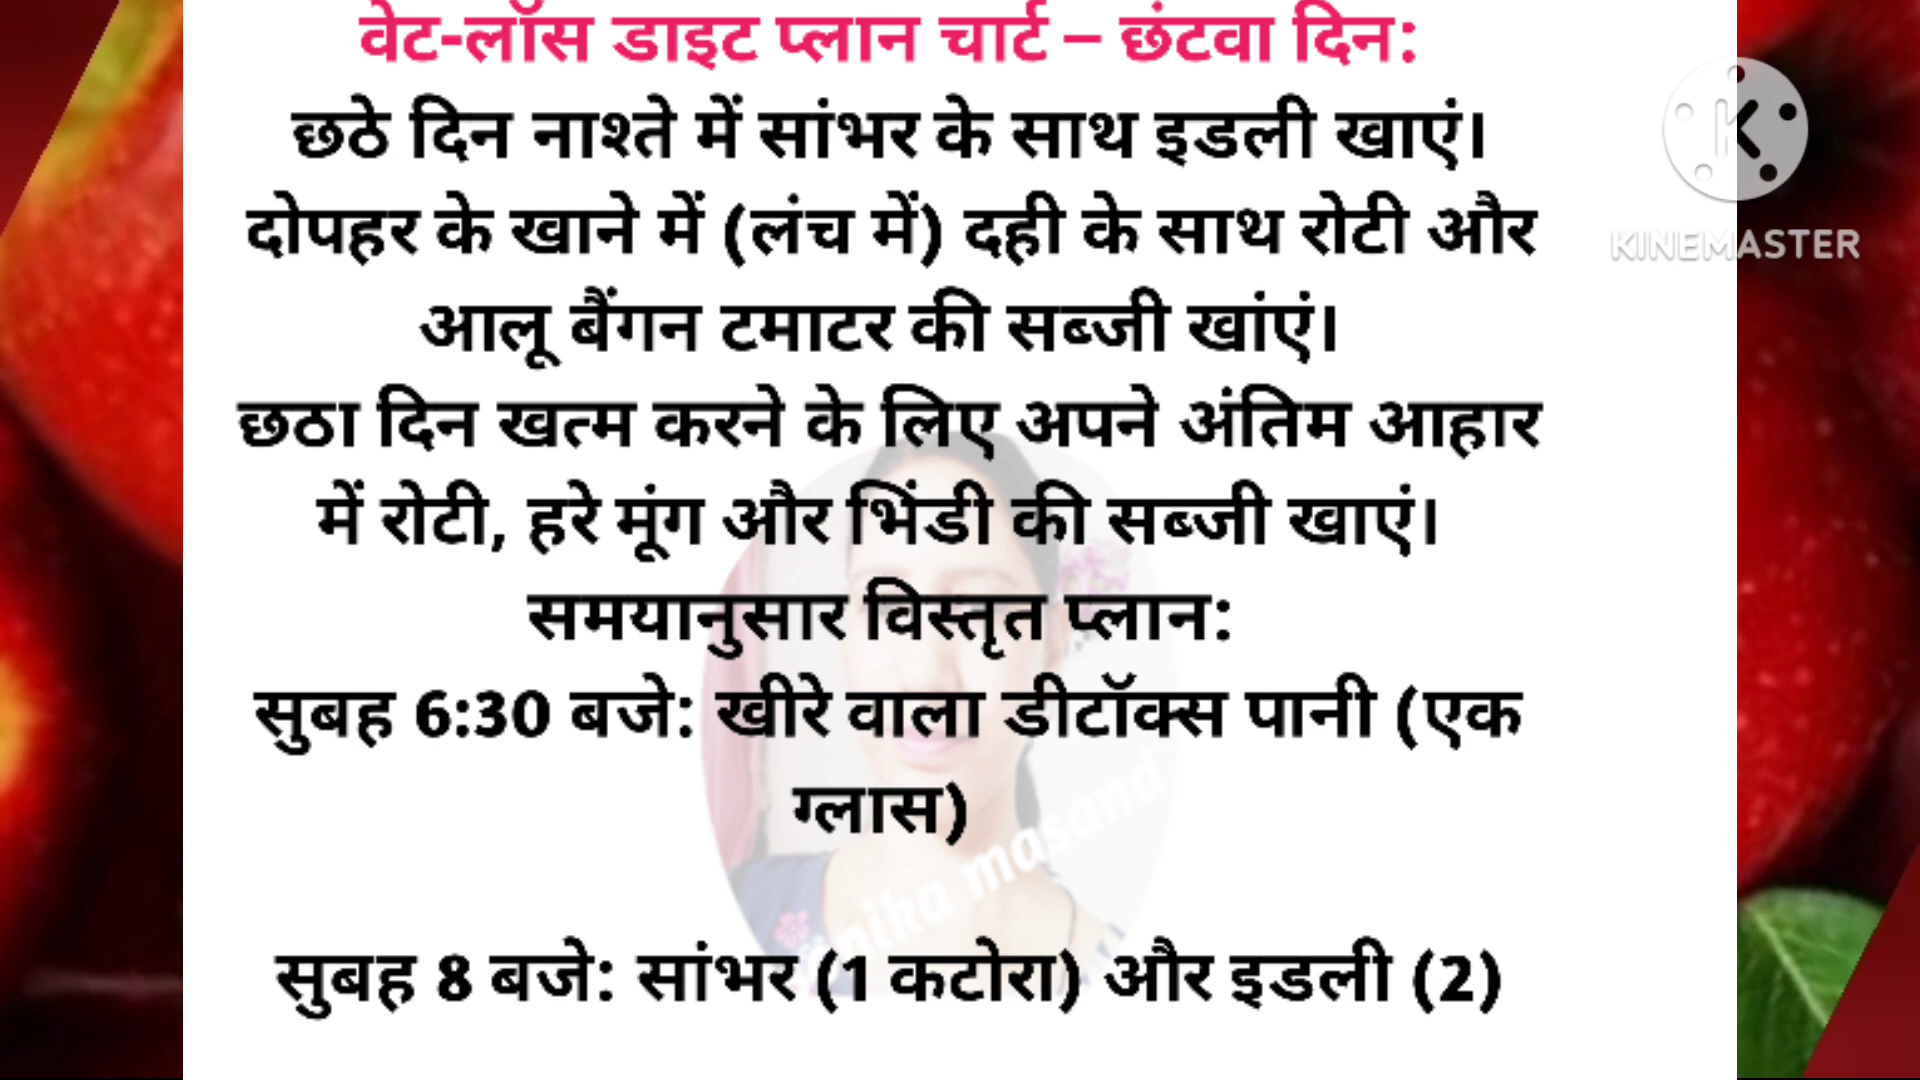 वेट-लॉस डाइट प्लान चार्ट – छंटवा दिन:
छठे दिन नाश्ते में सांभर के साथ इडली खाएं।
दोपहर के खाने में (लंच में) दही के साथ रोटी और
आलू बैंगन टमाटर की सब्जी खांएं।
छठा दिन खत्म करने के लिए अपने अंतिम आहार
में रोटी, हरे मूंग और भिंडी की सब्जी खाएं।
समयानुसार विस्तृत प्लान:
सुबह 6:30 बजे: खीरे वाला डीटॉक्स पानी (एक
ग्लास)
सुबह 8 बजे: सांभर (1 कटोरा) और इडली (2)
KINEMASTER
masand